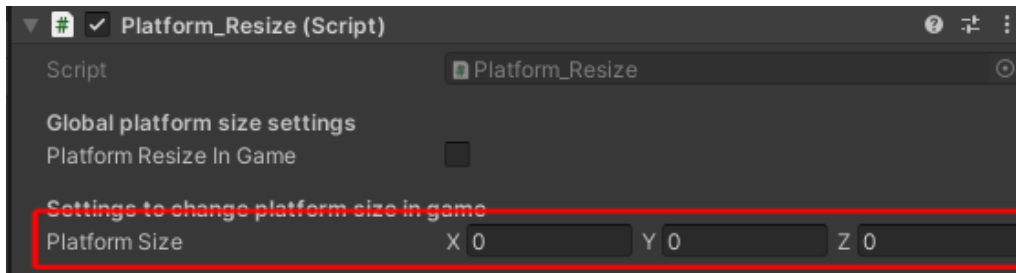 # Platform_Resize (Script)
Script # Platform_Resize
Global platform size settings
Platform Resize In Game
Settings to change platform size in game
Platform Size X 0 Y 0 Z 0